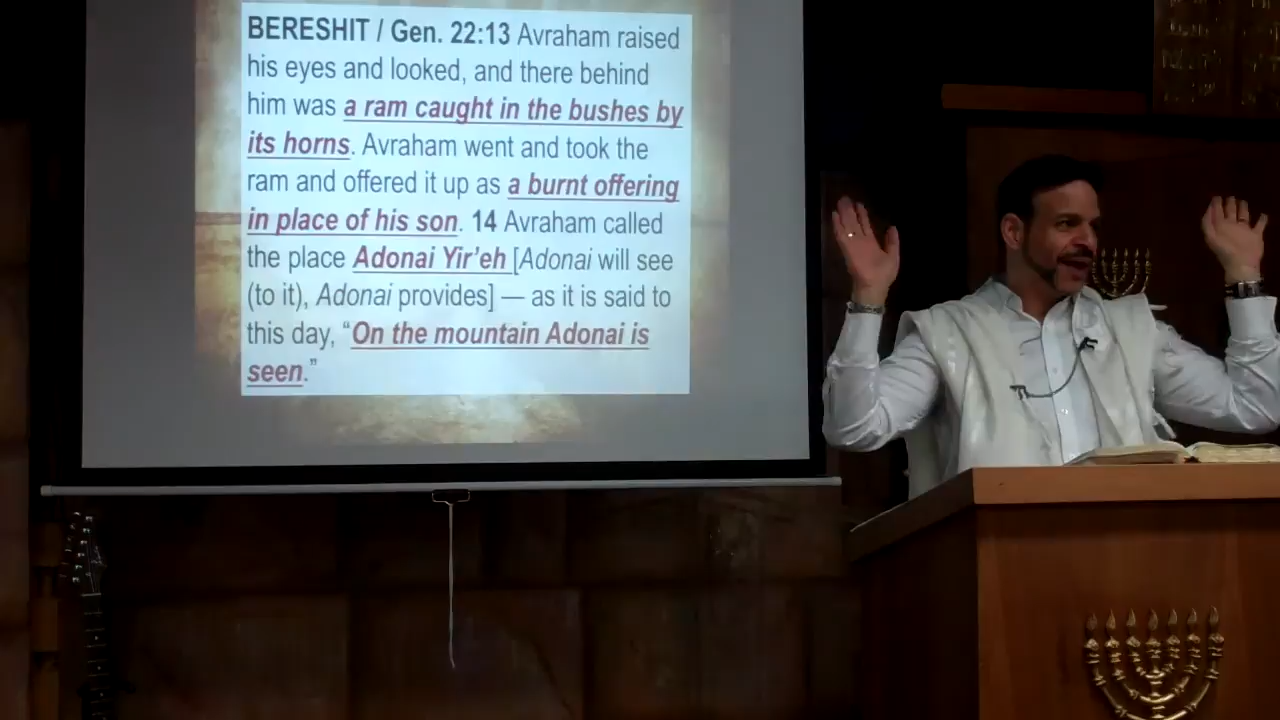 BERESHIT / Gen. 22:13 Avraham raised
his eyes and looked, and there behind
him was a ram caught in the bushes by
its horns. Avraham went and took the
ram and offered it up as a burnt offering
in place of his son. 14 Avraham called
the place Adonai Yir’eh [Adonai will see
(to it), Adonai provides] — as it is said to
this day, “On the mountain Adonai is
seen.”